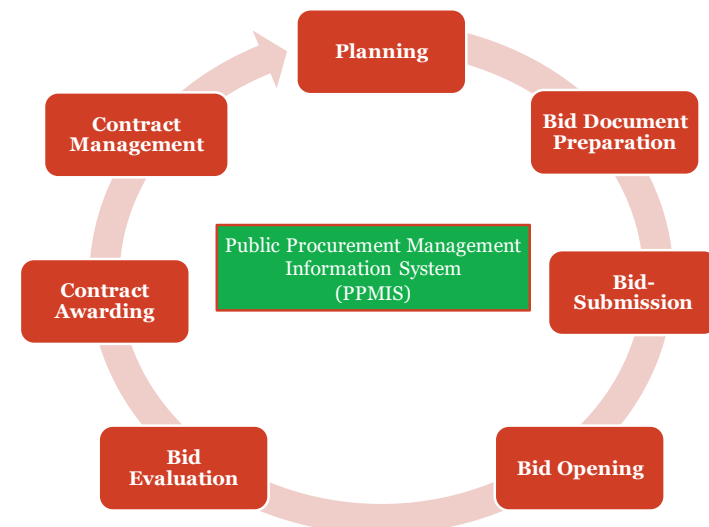 Planning
Bid Document
Preparation
Bid-
Submission
Bid Opening
Bid
Evaluation
Contract
Awarding
Contract
Management
Public Procurement Management
Information System
(PPMIS)